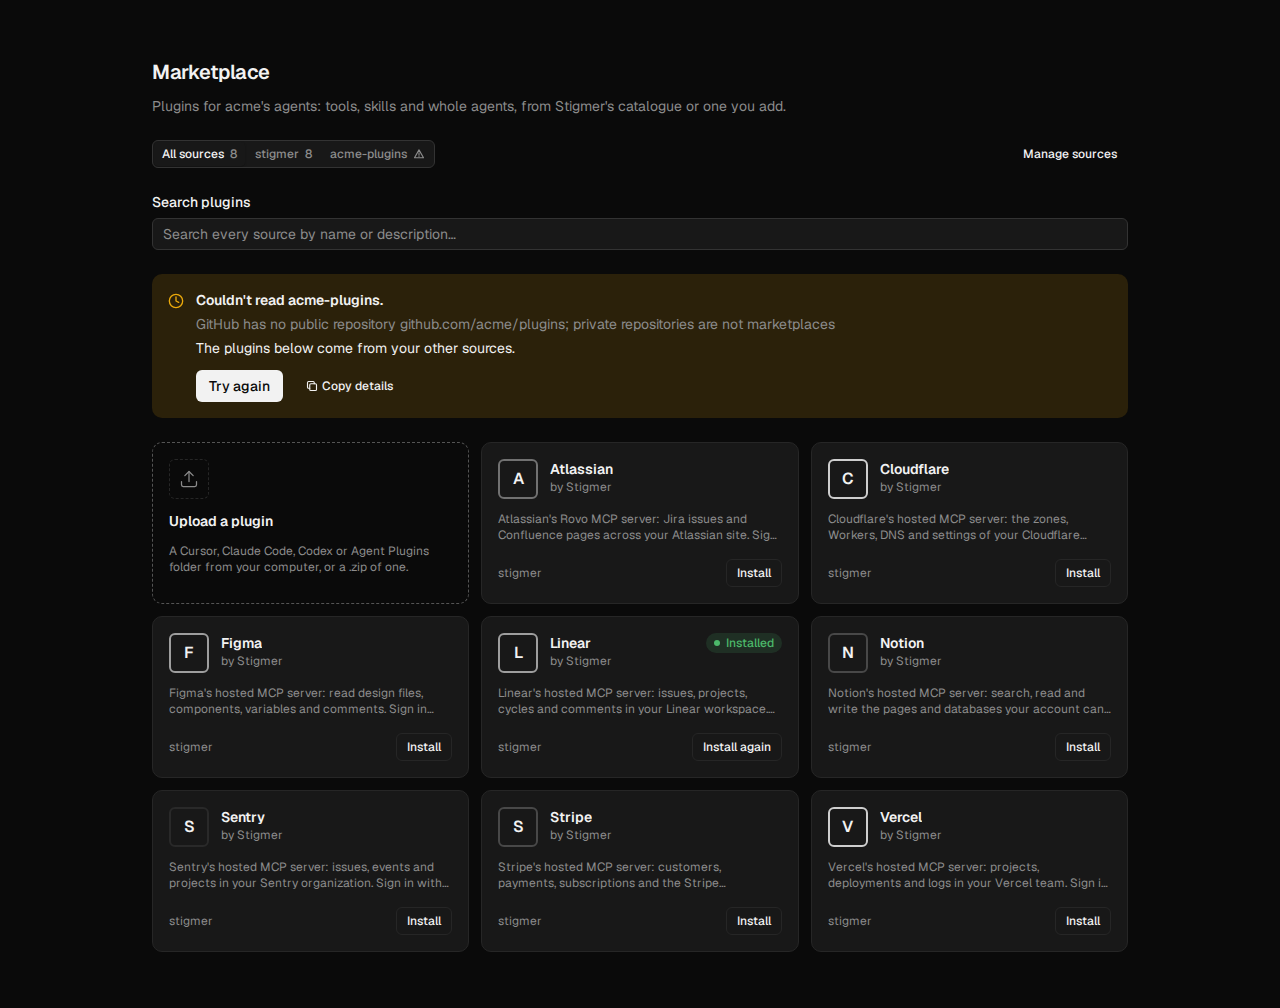 Marketplace
Plugins for acme's agents: tools, skills and whole agents, from Stigmer's catalogue or one you add.
All sources 8 stigmer 8 acme-plugins
Manage sources
Search plugins
Search every source by name or description...
Couldn't read acme-plugins.
GitHub has no public repository github.com/acme/plugins; private repositories are not marketplaces
The plugins below come from your other sources.
Try again
Copy details
Upload a plugin
A Cursor, Claude Code, Codex or Agent Plugins
folder from your computer, or a .zip of one.
A
Atlassian
by Stigmer
Atlassian's Rovo MCP server: Jira issues and
Confluence pages across your Atlassian site. Sig…
stigmer
Install
C
Cloudflare
by Stigmer
Cloudflare's hosted MCP server: the zones,
Workers, DNS and settings of your Cloudflare…
stigmer
Install
F
Figma
by Stigmer
Figma's hosted MCP server: read design files,
components, variables and comments. Sign in…
stigmer
Install
L
Linear
by Stigmer
Installed
Linear's hosted MCP server: issues, projects,
cycles and comments in your Linear workspace.…
stigmer
Install again
N
Notion
by Stigmer
Notion's hosted MCP server: search, read and
write the pages and databases your account can…
stigmer
Install
S
Sentry
by Stigmer
Sentry's hosted MCP server: issues, events and
projects in your Sentry organization. Sign in with…
stigmer
Install
S
Stripe
by Stigmer
Stripe's hosted MCP server: customers,
payments, subscriptions and the Stripe…
stigmer
Install
V
Vercel
by Stigmer
Vercel's hosted MCP server: projects,
deployments and logs in your Vercel team. Sign i…
stigmer
Install